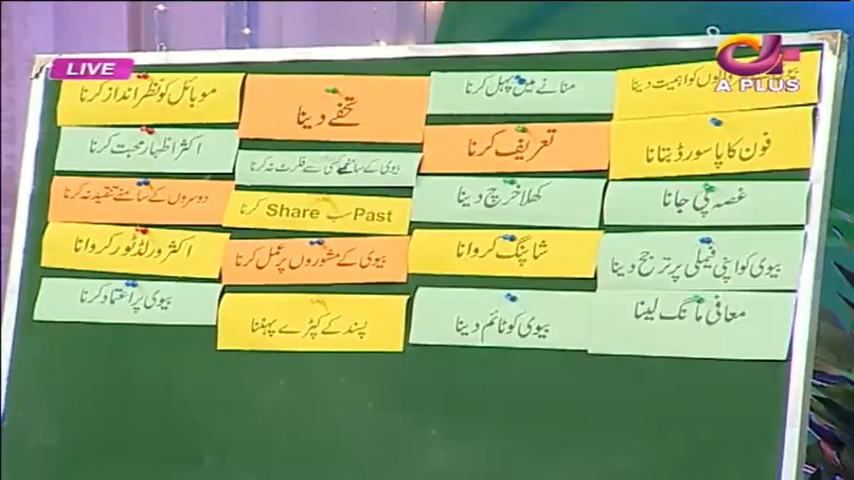 LIVE
A PLUS
منانے میں پہل کرنا
موبائل کو نظر انداز کرنا
والوں کو اہمیت دینا
تحفے دینا
تعریف کرنا
فون کا پاسورڈ بتانا
اکثر اظہار محبت کرنا
بیوی کے سامنے کسی سے فلرٹ نہ کرنا
کھلا خرچ دینا
غصہ پی جانا
دوسروں کے سامنے تنقید نہ کرنا
Past سب Share کرنا
شاپنگ کروانا
بیوی کو اپنی فیملی پر ترجیح دینا
اکثر ورلڈ ٹور کروانا
بیوی کے مشوروں پر عمل کرنا
بیوی کو ٹائم دینا
معافی مانگ لینا
بیوی پر اعتماد کرنا
پسند کے کپڑے پہننا